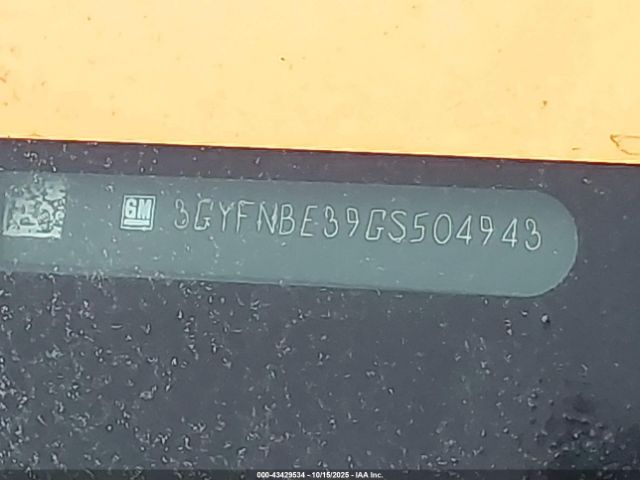 GM 3GYFNBE39GS504943
000-43429534 - 10/15/2025 - IAA Inc.